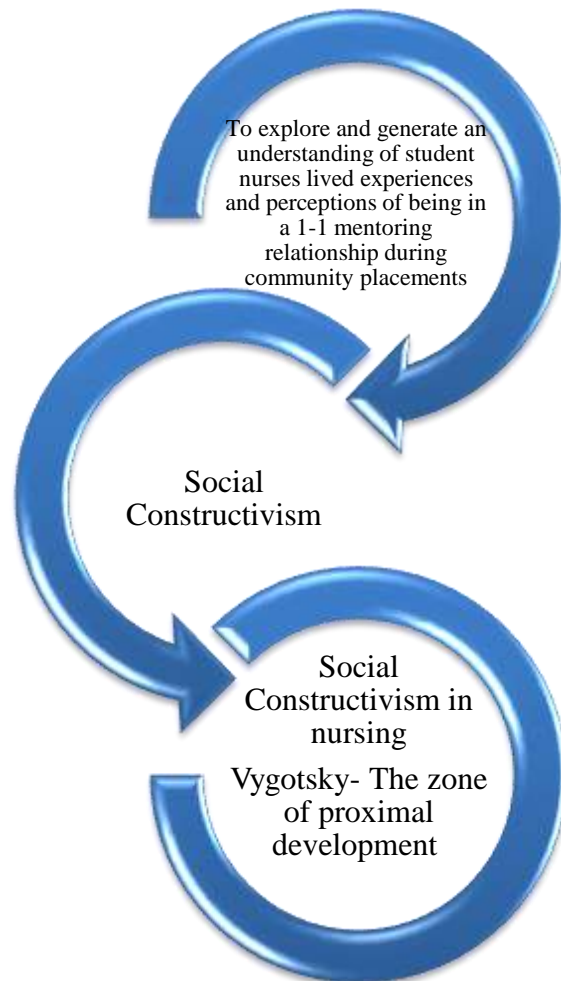 To explore and generate an
understanding of student
nurses lived experiences
and perceptions of being in
a 1-1 mentoring
relationship during
community placements
Social
Constructivism
Social
Constructivism in
nursing
Vygotsky- The zone
of proximal
development